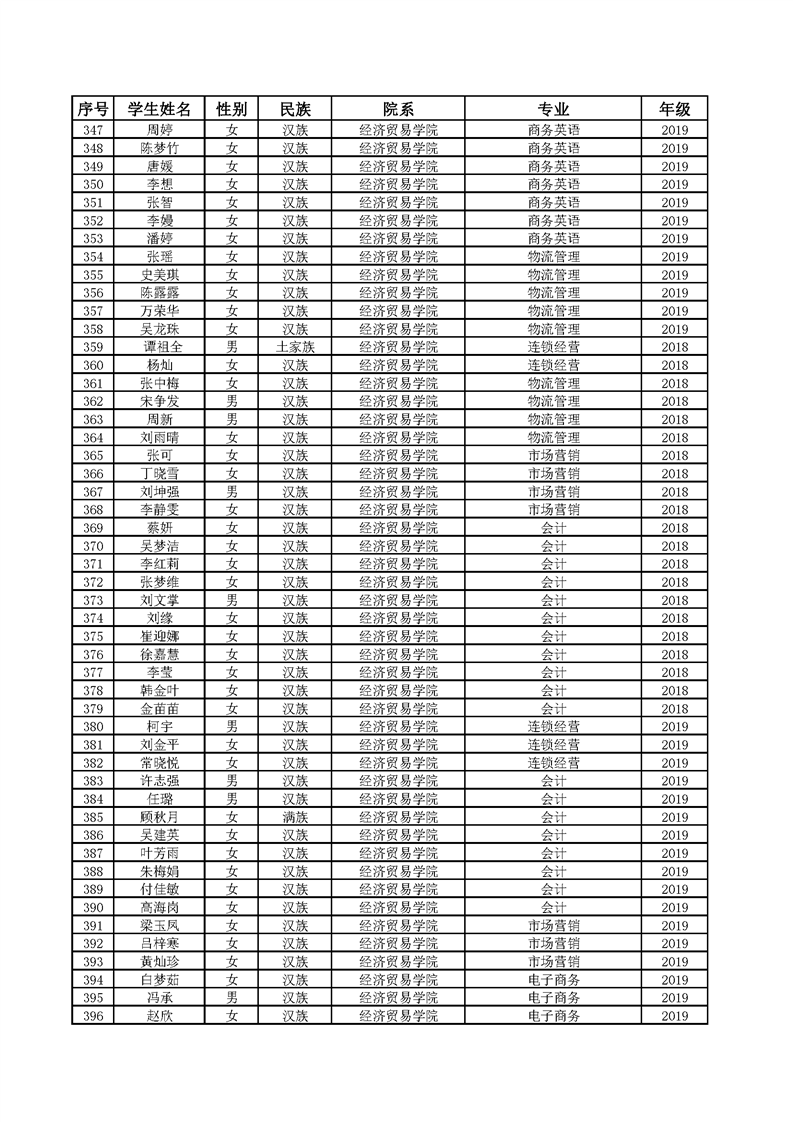 序号 学生姓名 性别 民族 院系 专业 年级
347 周婷 女 汉族 经济贸易学院 商务英语 2019
348 陈梦竹 女 汉族 经济贸易学院 商务英语 2019
349 唐媛 女 汉族 经济贸易学院 商务英语 2019
350 李想 女 汉族 经济贸易学院 商务英语 2019
351 张智 女 汉族 经济贸易学院 商务英语 2019
352 李嫚 女 汉族 经济贸易学院 商务英语 2019
353 潘婷 女 汉族 经济贸易学院 商务英语 2019
354 张瑶 女 汉族 经济贸易学院 物流管理 2019
355 史美琪 女 汉族 经济贸易学院 物流管理 2019
356 陈露露 女 汉族 经济贸易学院 物流管理 2019
357 万荣华 女 汉族 经济贸易学院 物流管理 2019
358 吴龙珠 女 汉族 经济贸易学院 物流管理 2019
359 谭祖全 男 土家族 经济贸易学院 连锁经营 2018
360 杨灿 女 汉族 经济贸易学院 连锁经营 2018
361 张中梅 女 汉族 经济贸易学院 物流管理 2018
362 宋争发 男 汉族 经济贸易学院 物流管理 2018
363 周新 男 汉族 经济贸易学院 物流管理 2018
364 刘雨晴 女 汉族 经济贸易学院 物流管理 2018
365 张可 女 汉族 经济贸易学院 市场营销 2018
366 丁晓雪 女 汉族 经济贸易学院 市场营销 2018
367 刘坤强 男 汉族 经济贸易学院 市场营销 2018
368 李静雯 女 汉族 经济贸易学院 市场营销 2018
369 蔡妍 女 汉族 经济贸易学院 会计 2018
370 吴梦洁 女 汉族 经济贸易学院 会计 2018
371 李红莉 女 汉族 经济贸易学院 会计 2018
372 张梦维 女 汉族 经济贸易学院 会计 2018
373 刘文掌 男 汉族 经济贸易学院 会计 2018
374 刘缘 女 汉族 经济贸易学院 会计 2018
375 崔迎娜 女 汉族 经济贸易学院 会计 2018
376 徐嘉慧 女 汉族 经济贸易学院 会计 2018
377 李莹 女 汉族 经济贸易学院 会计 2018
378 韩金叶 女 汉族 经济贸易学院 会计 2018
379 金苗苗 女 汉族 经济贸易学院 会计 2018
380 柯宇 男 汉族 经济贸易学院 连锁经营 2019
381 刘金平 女 汉族 经济贸易学院 连锁经营 2019
382 常晓悦 女 汉族 经济贸易学院 连锁经营 2019
383 许志强 男 汉族 经济贸易学院 会计 2019
384 任璐 男 汉族 经济贸易学院 会计 2019
385 顾秋月 女 满族 经济贸易学院 会计 2019
386 吴建英 女 汉族 经济贸易学院 会计 2019
387 叶芳雨 女 汉族 经济贸易学院 会计 2019
388 朱梅娟 女 汉族 经济贸易学院 会计 2019
389 付佳敏 女 汉族 经济贸易学院 会计 2019
390 高海岗 女 汉族 经济贸易学院 会计 2019
391 梁玉凤 女 汉族 经济贸易学院 市场营销 2019
392 吕梓寒 女 汉族 经济贸易学院 市场营销 2019
393 黄灿珍 女 汉族 经济贸易学院 市场营销 2019
394 白梦茹 女 汉族 经济贸易学院 电子商务 2019
395 冯承 男 汉族 经济贸易学院 电子商务 2019
396 赵欣 女 汉族 经济贸易学院 电子商务 2019